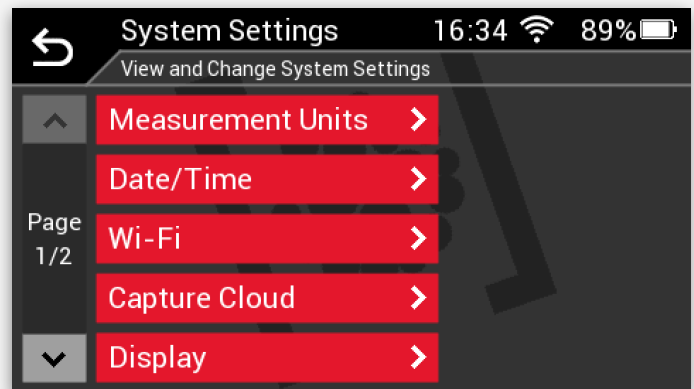 System Settings 16:34 89%
View and Change System Settings
Measurement Units
Date/Time
Page
1/2
Wi-Fi
Capture Cloud
Display